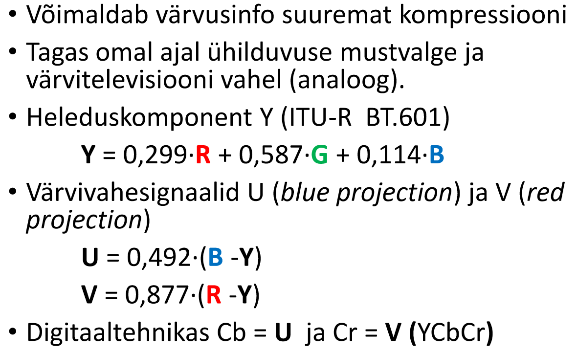 • Võimaldab värvusinfo suuremat kompressiooni
• Tagas omal ajal ühilduvuse mustvalge ja
värvitelevisiooni vahel (analoog).
• Heleduskomponent Y (ITU-R  BT.601)
Y = 0,299·R + 0,587·G + 0,114·B
• Värvivahesignaalid U (blue projection) ja V (red
projection)
U = 0,492·(B -Y)
V = 0,877·(R -Y)
• Digitaaltehnikas Cb = U  ja Cr = V (YCbCr)